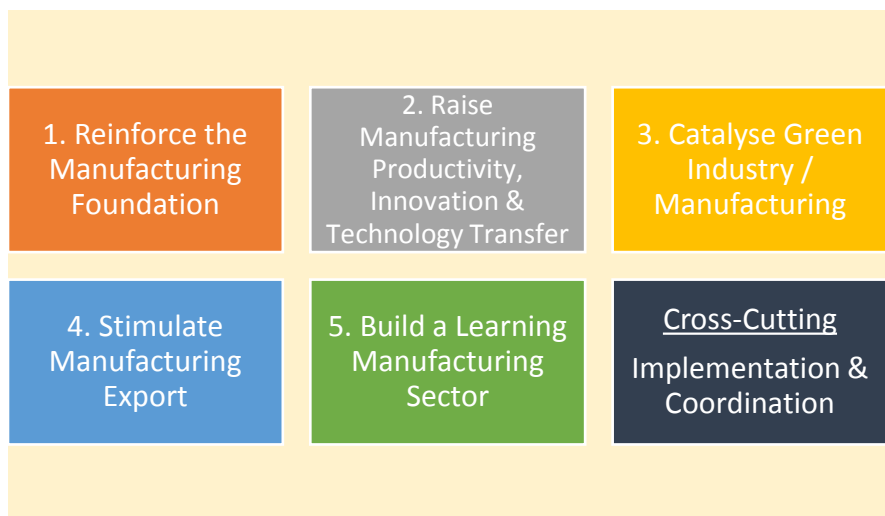 1. Reinforce the
Manufacturing
Foundation
2. Raise
Manufacturing
Productivity,
Innovation &
Technology Transfer
3. Catalyse Green
Industry /
Manufacturing
4. Stimulate
Manufacturing
Export
5. Build a Learning
Manufacturing
Sector
Cross-Cutting
Implementation &
Coordination